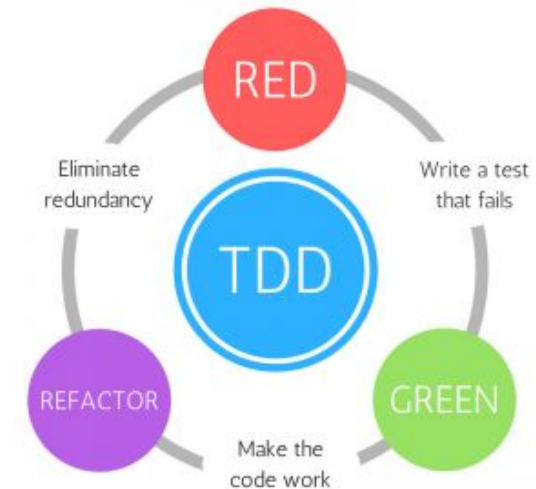 RED
Eliminate
redundancy
Write a test
that fails
TDD
REFACTOR
GREEN
Make the
code work